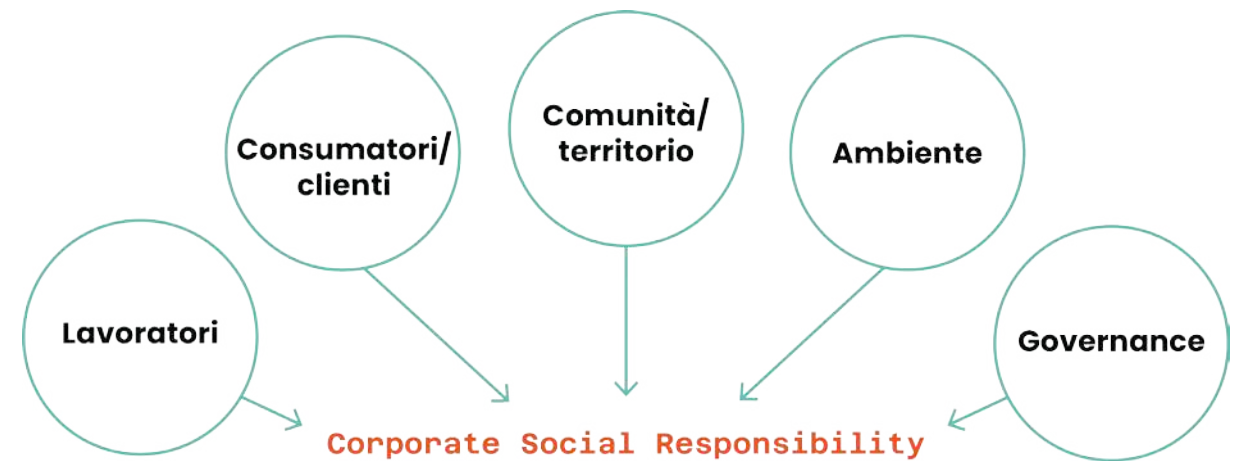 Comunità/
territorio
Consumatori/
clienti
Ambiente
Lavoratori
Governance
Corporate Social Responsibility